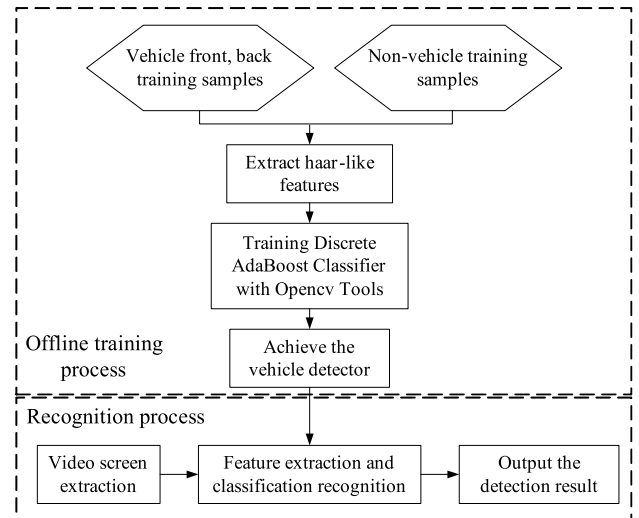 Vehicle front, back
training samples
Non-vehicle training
samples
Extract haar-like
features
Training Discrete
AdaBoost Classifier
with Opencv Tools
Achieve the
vehicle detector
Offline training
process
Recognition process
Video screen
extraction
Feature extraction and
classification recognition
Output the
detection result